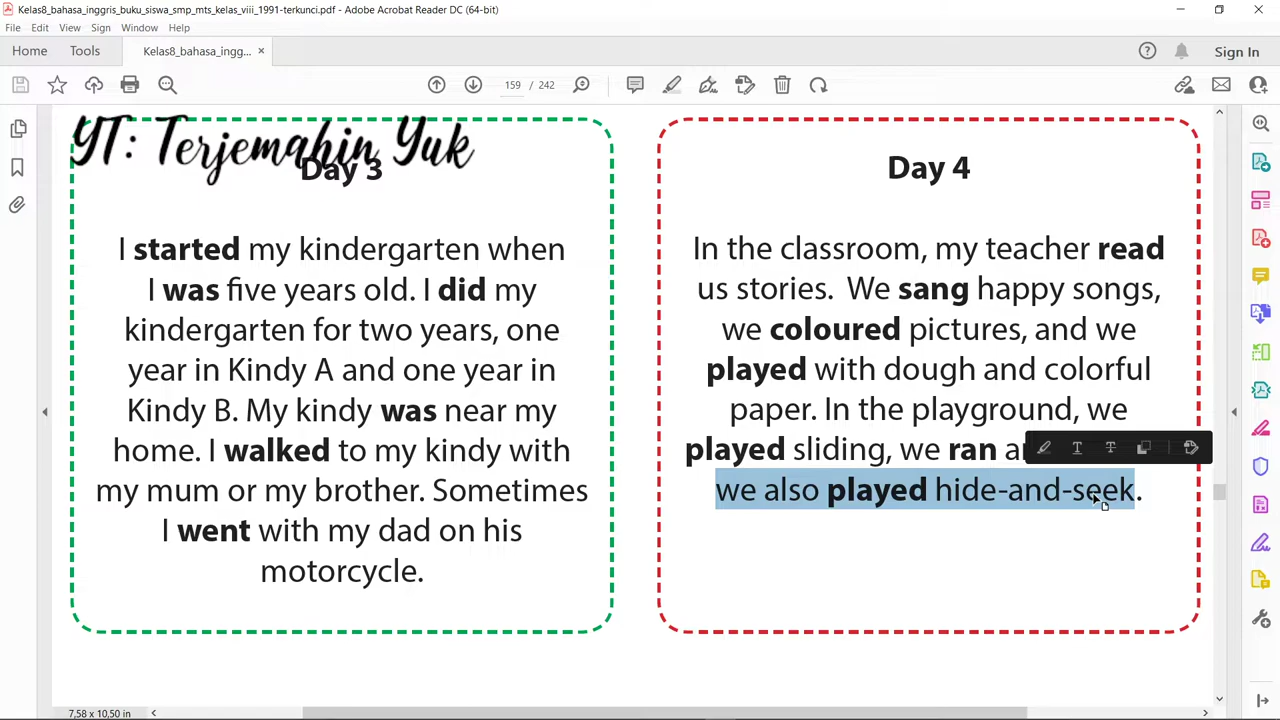 Kelas8_bahasa_inggris_buku_siswa_smp_mts_kelas_viii_1991-terkunci.pdf - Adobe Acrobat Reader DC (64-bit)
File Edit View Sign Window Help
Home Tools Kelas8_bahasa_ingg... × Sign In
159 / 242
YT: Terjemahin Yuk
Day 3
I started my kindergarten when
I was five years old. I did my
kindergarten for two years, one
year in Kindy A and one year in
Kindy B. My kindy was near my
home. I walked to my kindy with
my mum or my brother. Sometimes
I went with my dad on his
motorcycle.
Day 4
In the classroom, my teacher read
us stories. We sang happy songs,
we coloured pictures, and we
played with dough and colorful
paper. In the playground, we
played sliding, we ran
we also played hide-and-seek.
7,58 x 10,50 in